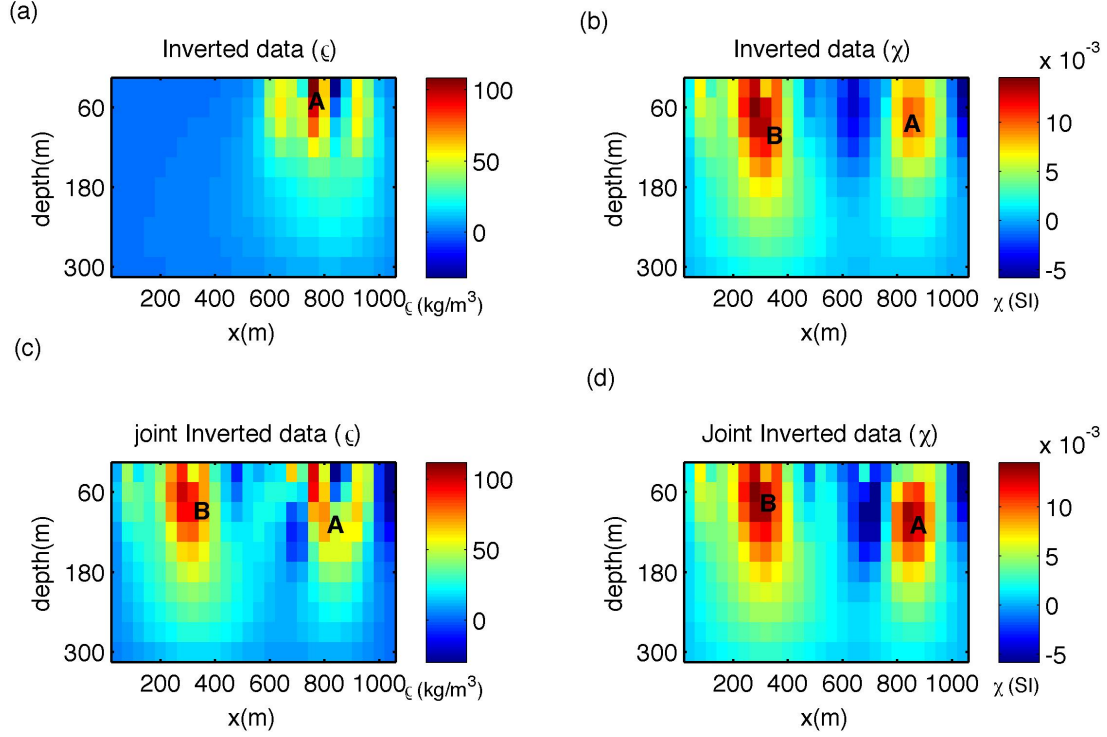 (a)
Inverted data (ϱ)
A
60
180
300
depth(m)
200 400 600 800 1000
x(m)
100
50
0
ϱ (kg/m³)
(b)
Inverted data (χ)
x 10⁻³
B
A
60
180
300
depth(m)
200 400 600 800 1000
x(m)
10
5
0
-5
χ (SI)
(c)
joint Inverted data (ϱ)
B
A
60
180
300
depth(m)
200 400 600 800 1000
x(m)
100
50
0
ϱ (kg/m³)
(d)
Joint Inverted data (χ)
x 10⁻³
B
A
60
180
300
depth(m)
200 400 600 800 1000
x(m)
10
5
0
-5
χ (SI)